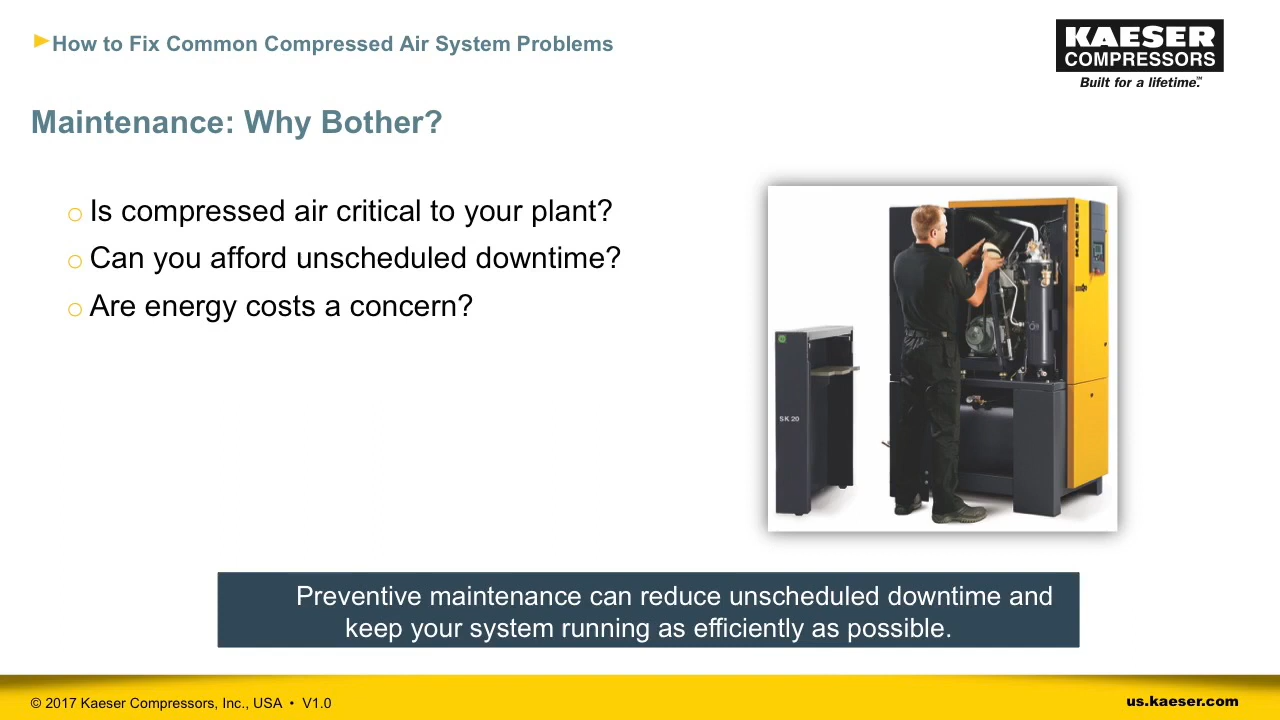 How to Fix Common Compressed Air System Problems
KAESER
COMPRESSORS
Built for a lifetime.™
Maintenance: Why Bother?
o Is compressed air critical to your plant?
o Can you afford unscheduled downtime?
o Are energy costs a concern?
KAESER
SK 20
Preventive maintenance can reduce unscheduled downtime and
keep your system running as efficiently as possible.
© 2017 Kaeser Compressors, Inc., USA • V1.0
us.kaeser.com